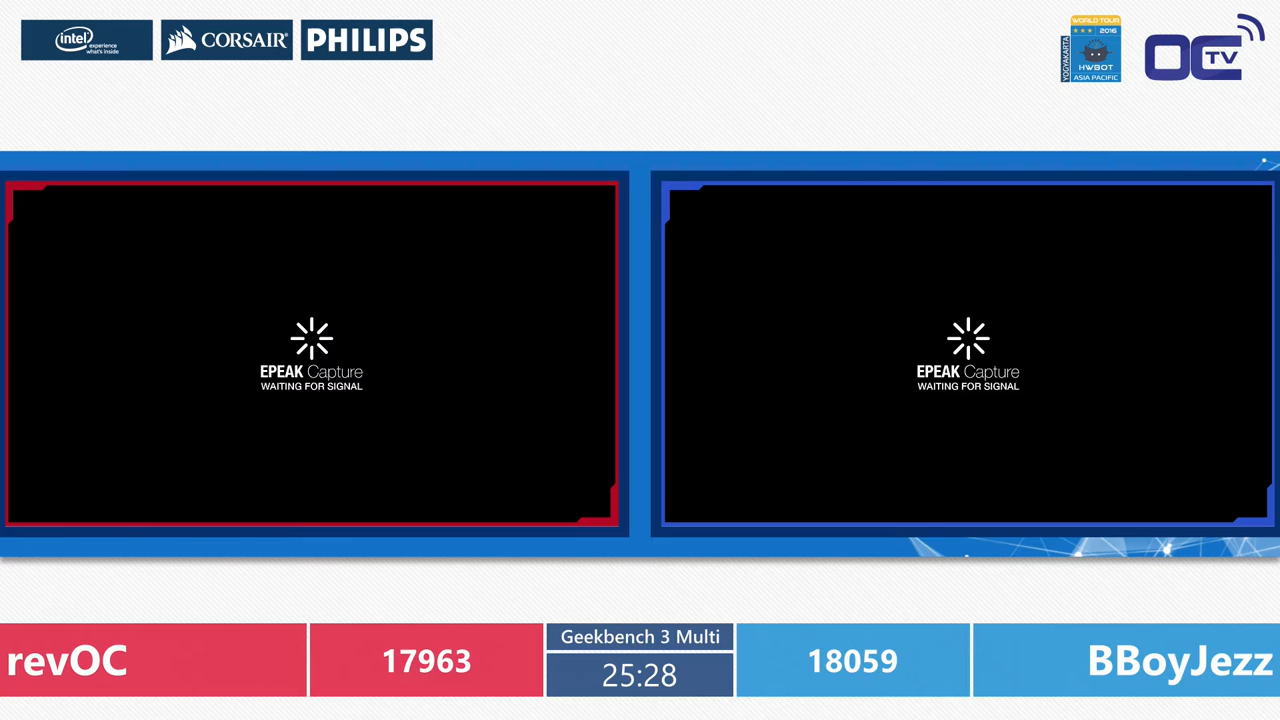 intel experience what's inside
CORSAIR
PHILIPS
WORLD TOUR
2016
YOGYAKARTA
HWBOT
ASIA PACIFIC
OC TV
EPEAK Capture
WAITING FOR SIGNAL
EPEAK Capture
WAITING FOR SIGNAL
revOC
17963
Geekbench 3 Multi
25:28
18059
BBoyJezz